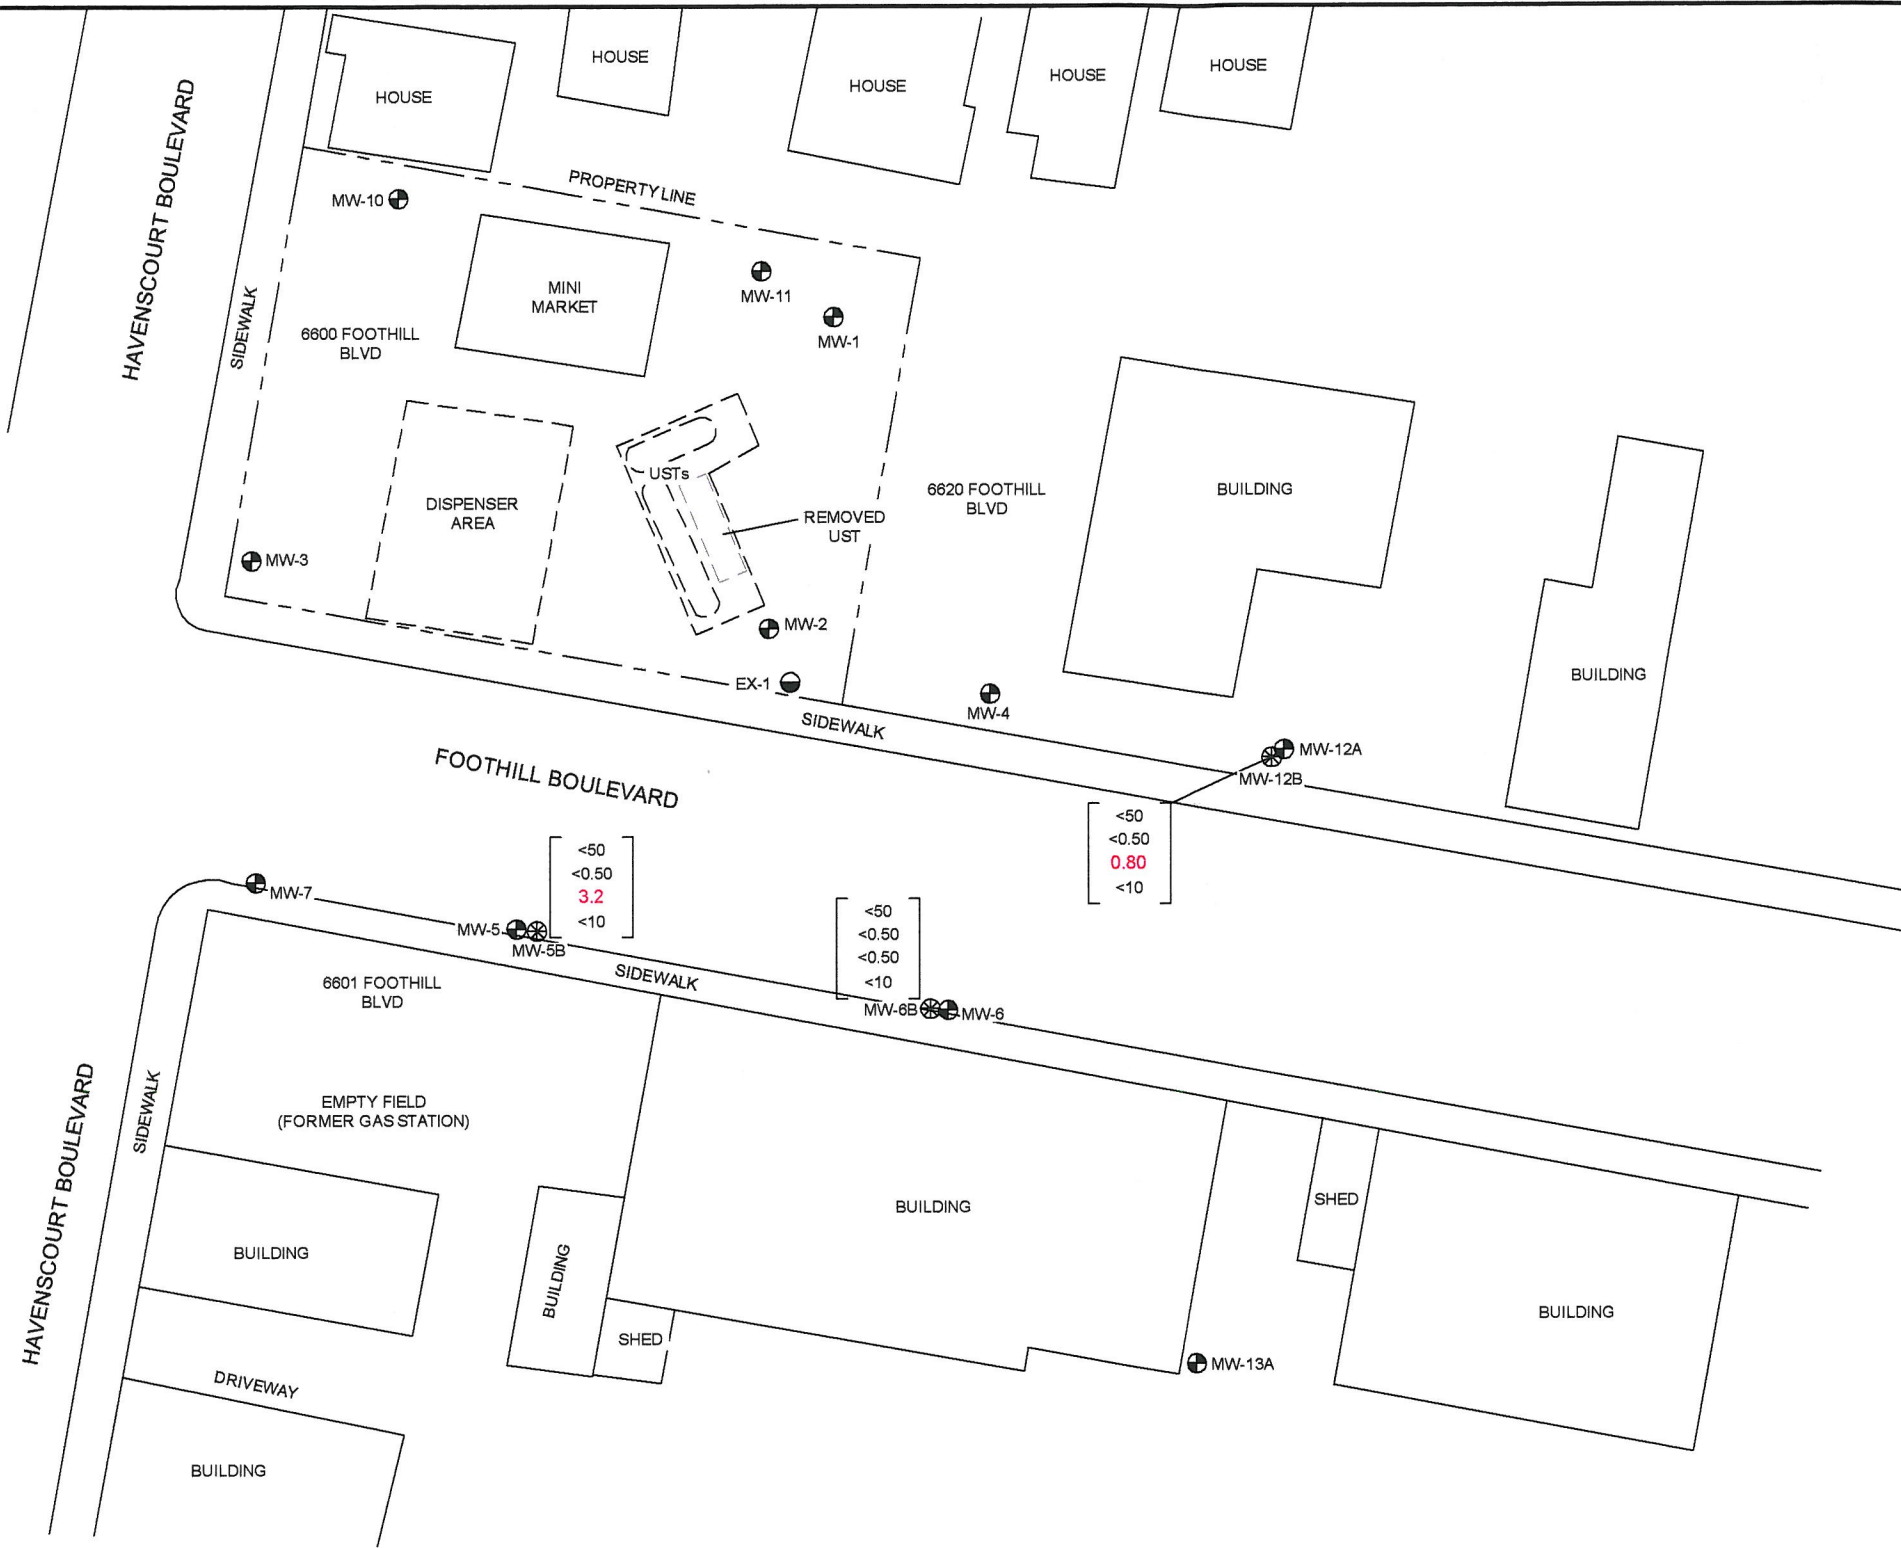 HOUSE
HOUSE
HOUSE
HOUSE
HOUSE
HAVENSCOURT BOULEVARD
SIDEWALK
PROPERTY LINE
MW-10
MINI
MARKET
MW-11
MW-1
6600 FOOTHILL
BLVD
DISPENSER
AREA
USTs
REMOVED
UST
6620 FOOTHILL
BLVD
BUILDING
BUILDING
MW-3
MW-2
EX-1
MW-4
SIDEWALK
MW-12A
MW-12B
FOOTHILL BOULEVARD
<50
<0.50
0.80
<10
<50
<0.50
3.2
<10
<50
<0.50
<0.50
<10
MW-7
MW-5
MW-5B
SIDEWALK
MW-6B
MW-6
6601 FOOTHILL
BLVD
EMPTY FIELD
(FORMER GAS STATION)
HAVENSCOURT BOULEVARD
SIDEWALK
BUILDING
BUILDING
SHED
BUILDING
SHED
BUILDING
MW-13A
DRIVEWAY
BUILDING